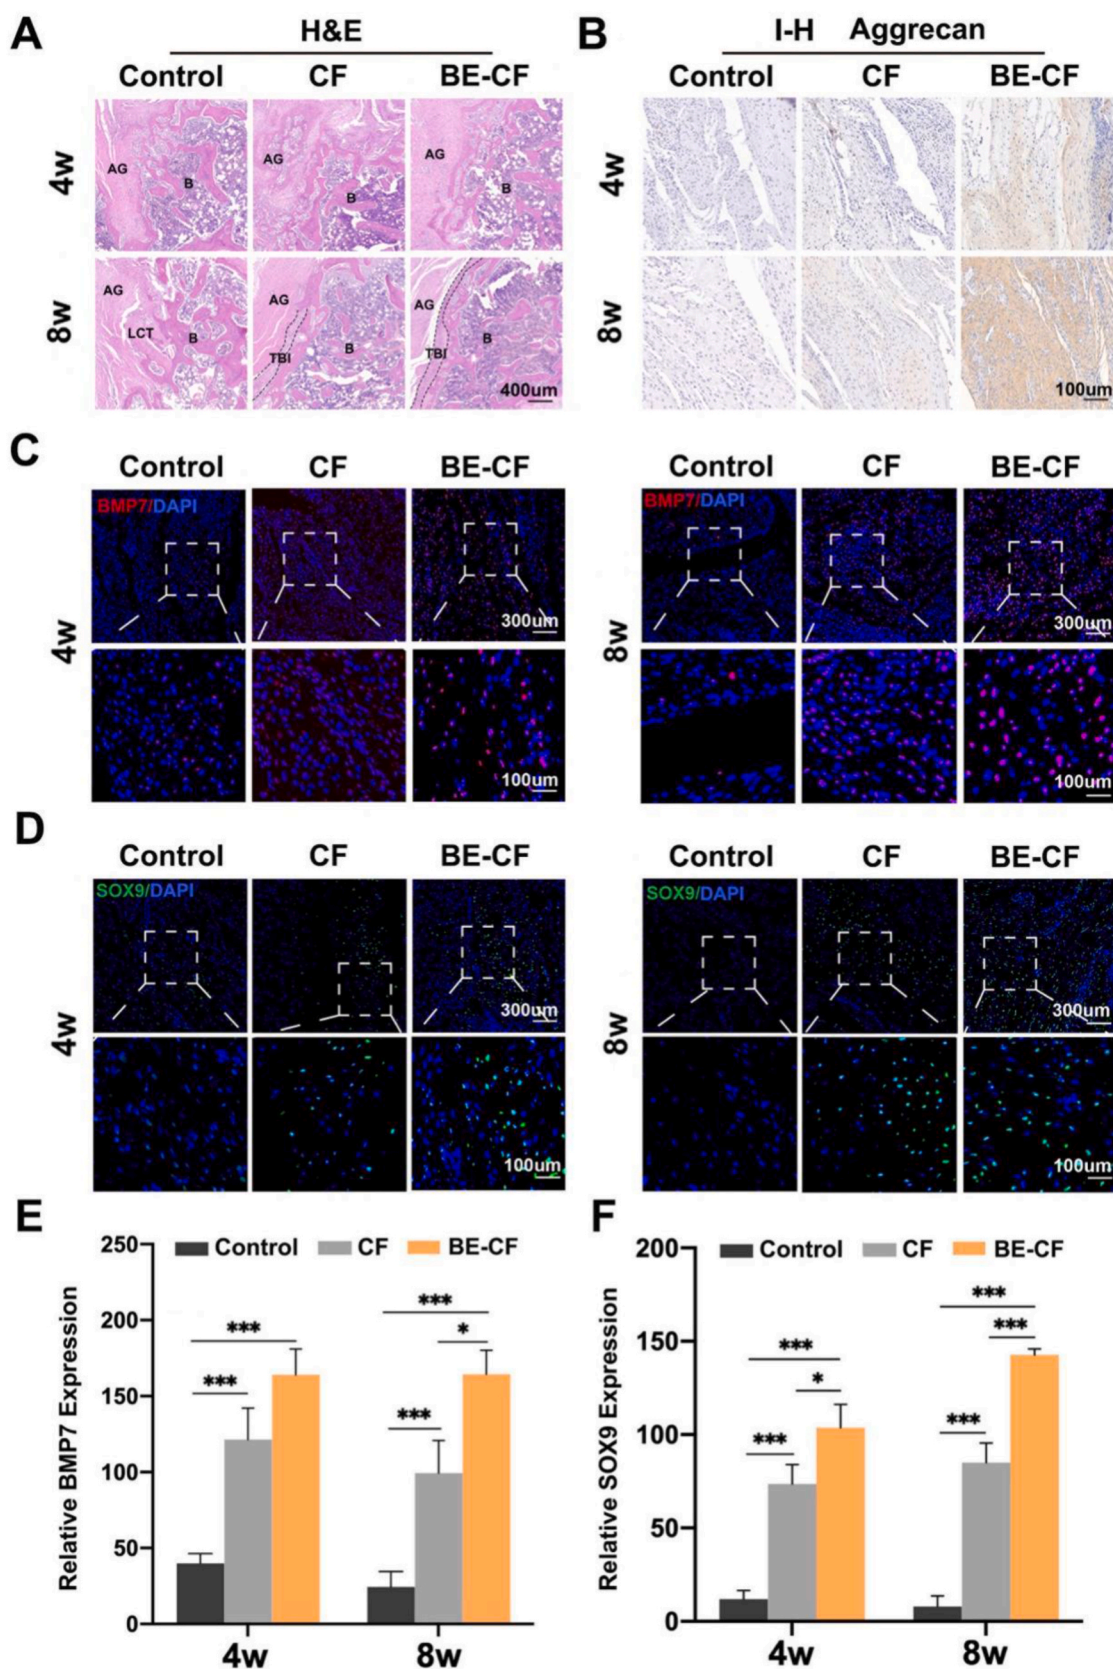 A
H&E
Control CF BE-CF
4w
AG B AG B AG B
8w
AG LCT B AG TBI B AG TBI B
400um
B
I-H Aggrecan
Control CF BE-CF
4w
8w
100um
C
Control CF BE-CF
4w
BMP7/DAPI
300um
100um
Control CF BE-CF
8w
BMP7/DAPI
300um
100um
D
Control CF BE-CF
4w
SOX9/DAPI
300um
100um
Control CF BE-CF
8w
SOX9/DAPI
300um
100um
E
Relative BMP7 Expression
Control CF BE-CF
250
200
150
100
50
0
*** ***
*** *** *
4w 8w
F
Relative SOX9 Expression
Control CF BE-CF
200
150
100
50
0
*** * ***
*** *** ***
4w 8w